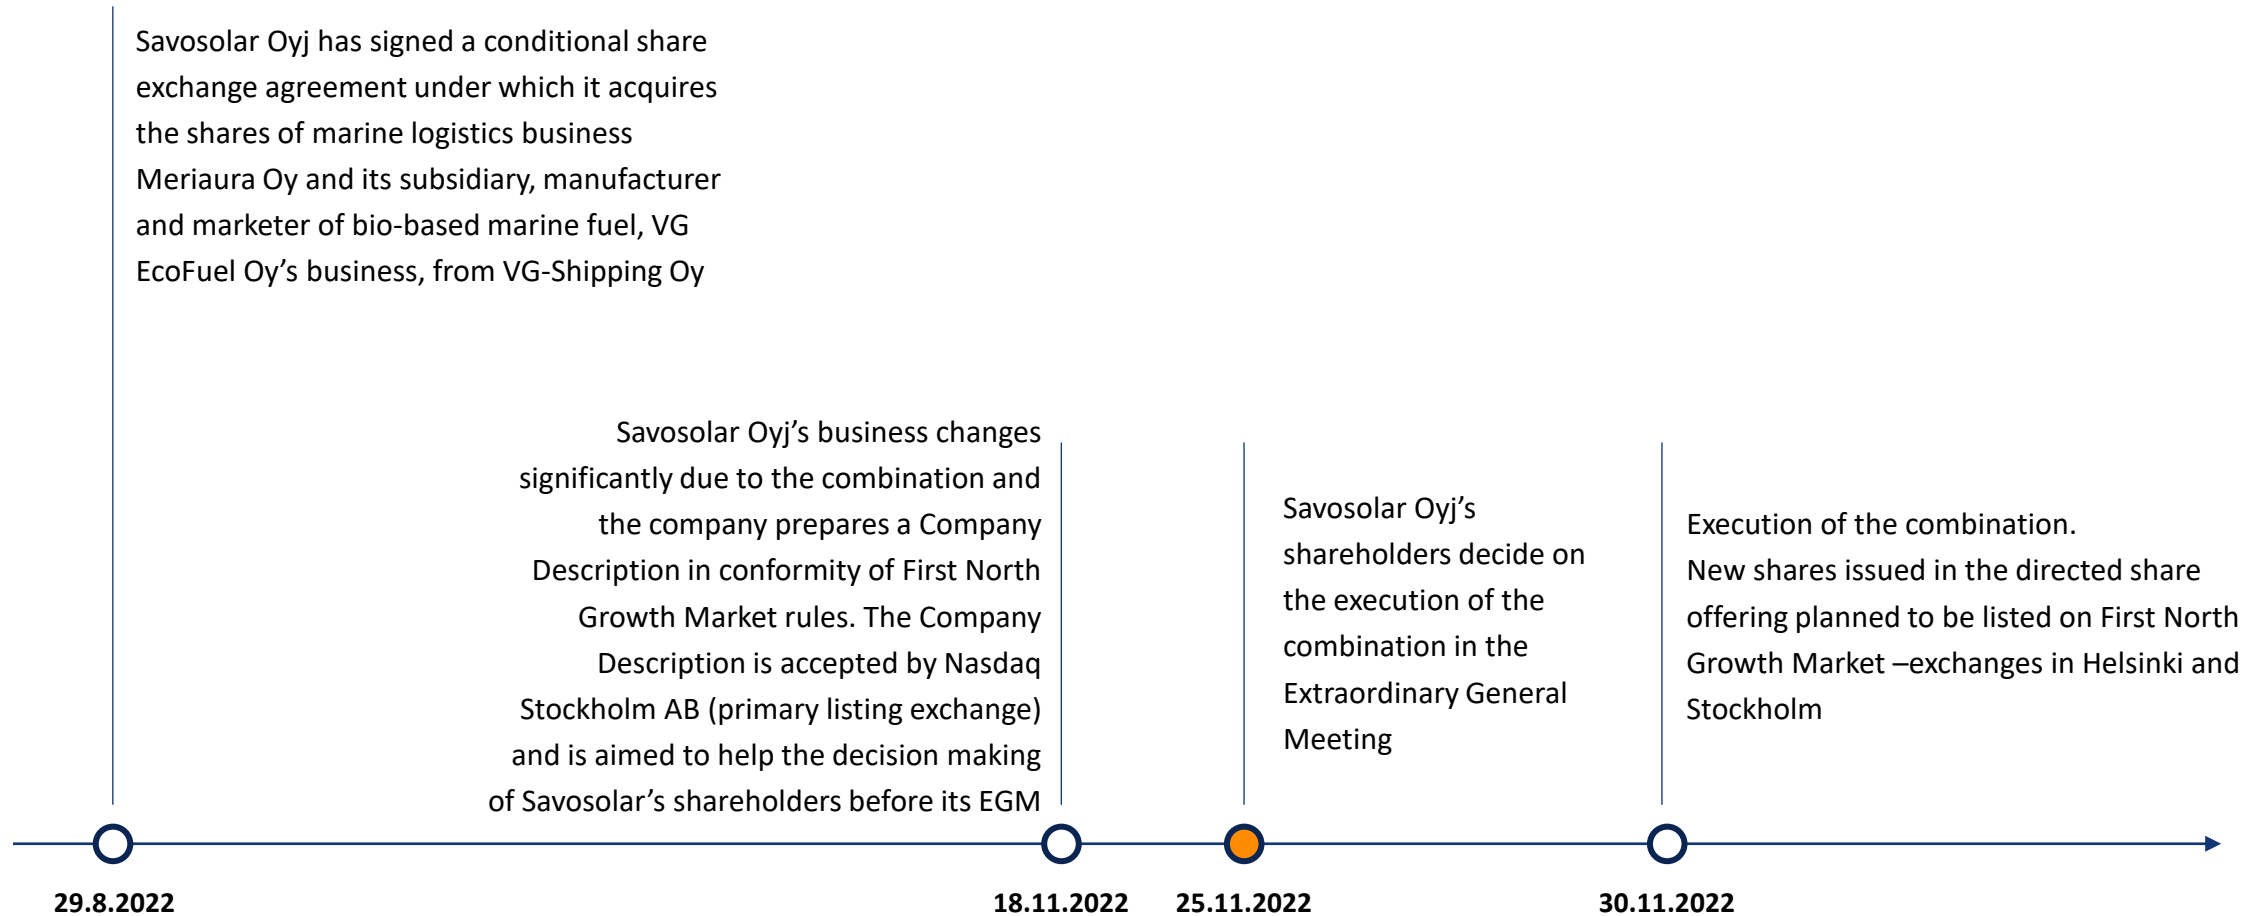 Savosolar Oyj has signed a conditional share
exchange agreement under which it acquires
the shares of marine logistics business
Meriaura Oy and its subsidiary, manufacturer
and marketer of bio-based marine fuel, VG
EcoFuel Oy’s business, from VG-Shipping Oy
Savosolar Oyj’s business changes
significantly due to the combination and
the company prepares a Company
Description in conformity of First North
Growth Market rules. The Company
Description is accepted by Nasdaq
Stockholm AB (primary listing exchange)
and is aimed to help the decision making
of Savosolar’s shareholders before its EGM
Savosolar Oyj’s
shareholders decide on
the execution of the
combination in the
Extraordinary General
Meeting
Execution of the combination.
New shares issued in the directed share
offering planned to be listed on First North
Growth Market –exchanges in Helsinki and
Stockholm
29.8.2022
18.11.2022
25.11.2022
30.11.2022